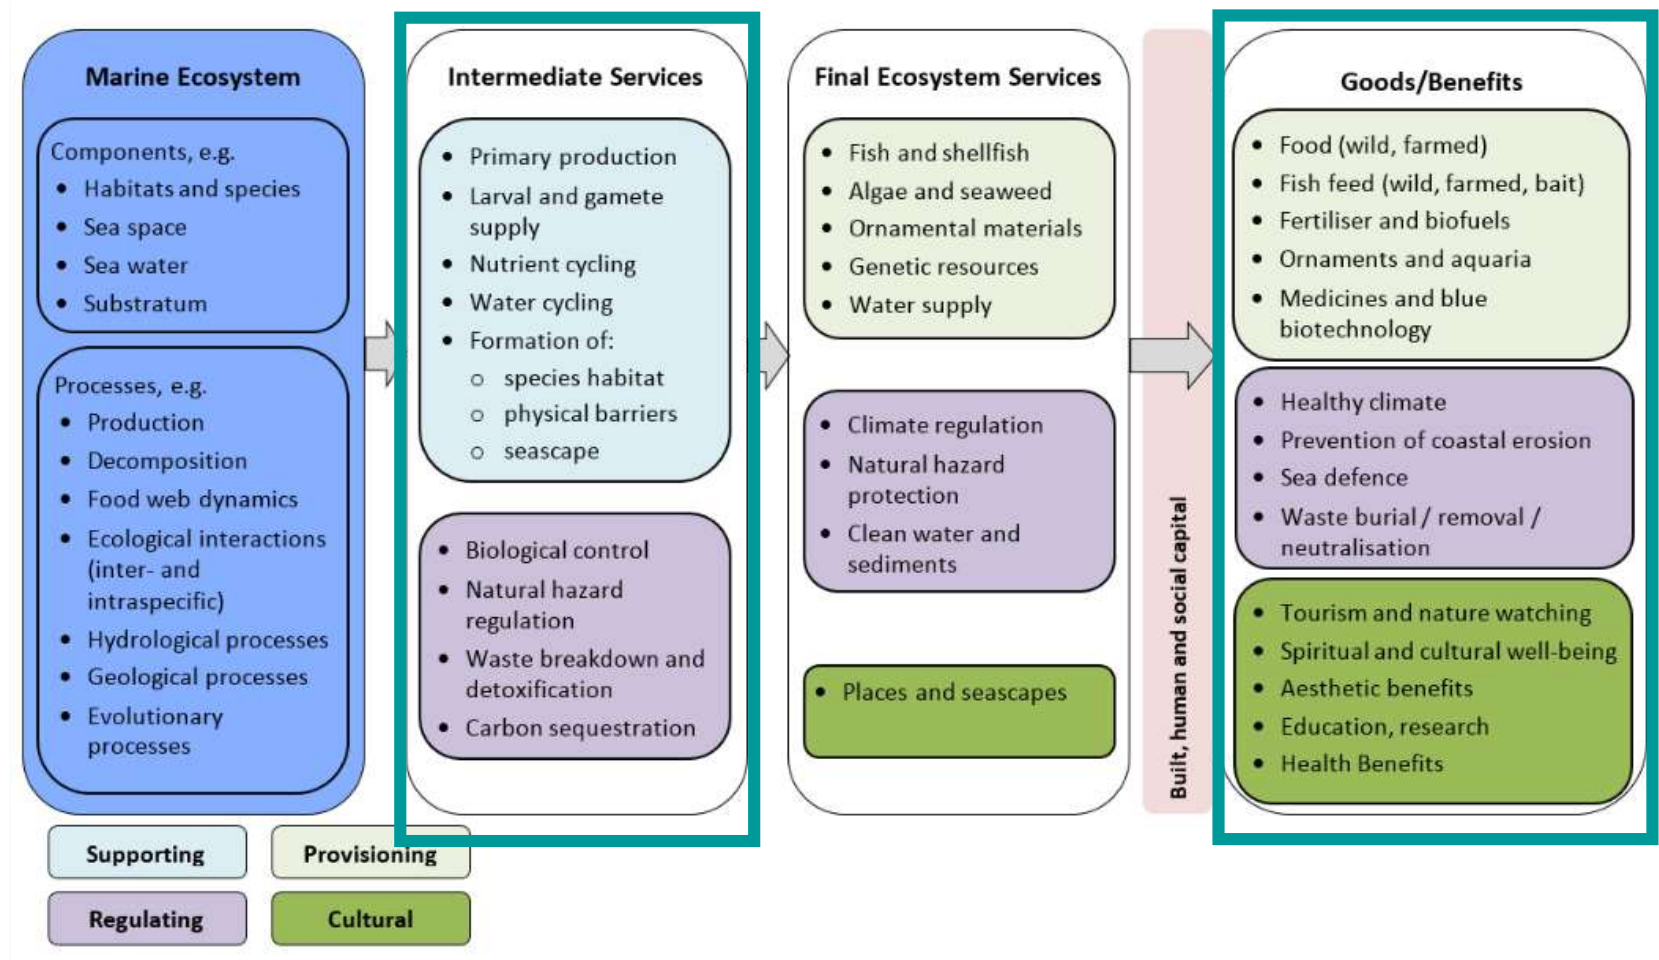 Marine Ecosystem
Components, e.g.
• Habitats and species
• Sea space
• Sea water
• Substratum
Processes, e.g.
• Production
• Decomposition
• Food web dynamics
• Ecological interactions
(inter- and
intraspecific)
• Hydrological processes
• Geological processes
• Evolutionary
processes
Intermediate Services
• Primary production
• Larval and gamete
supply
• Nutrient cycling
• Water cycling
• Formation of:
o species habitat
o physical barriers
o seascape
• Biological control
• Natural hazard
regulation
• Waste breakdown and
detoxification
• Carbon sequestration
Final Ecosystem Services
• Fish and shellfish
• Algae and seaweed
• Ornamental materials
• Genetic resources
• Water supply
• Climate regulation
• Natural hazard
protection
• Clean water and
sediments
• Places and seascapes
Built, human and social capital
Goods/Benefits
• Food (wild, farmed)
• Fish feed (wild, farmed, bait)
• Fertiliser and biofuels
• Ornaments and aquaria
• Medicines and blue
biotechnology
• Healthy climate
• Prevention of coastal erosion
• Sea defence
• Waste burial / removal /
neutralisation
• Tourism and nature watching
• Spiritual and cultural well-being
• Aesthetic benefits
• Education, research
• Health Benefits
Supporting
Provisioning
Regulating
Cultural